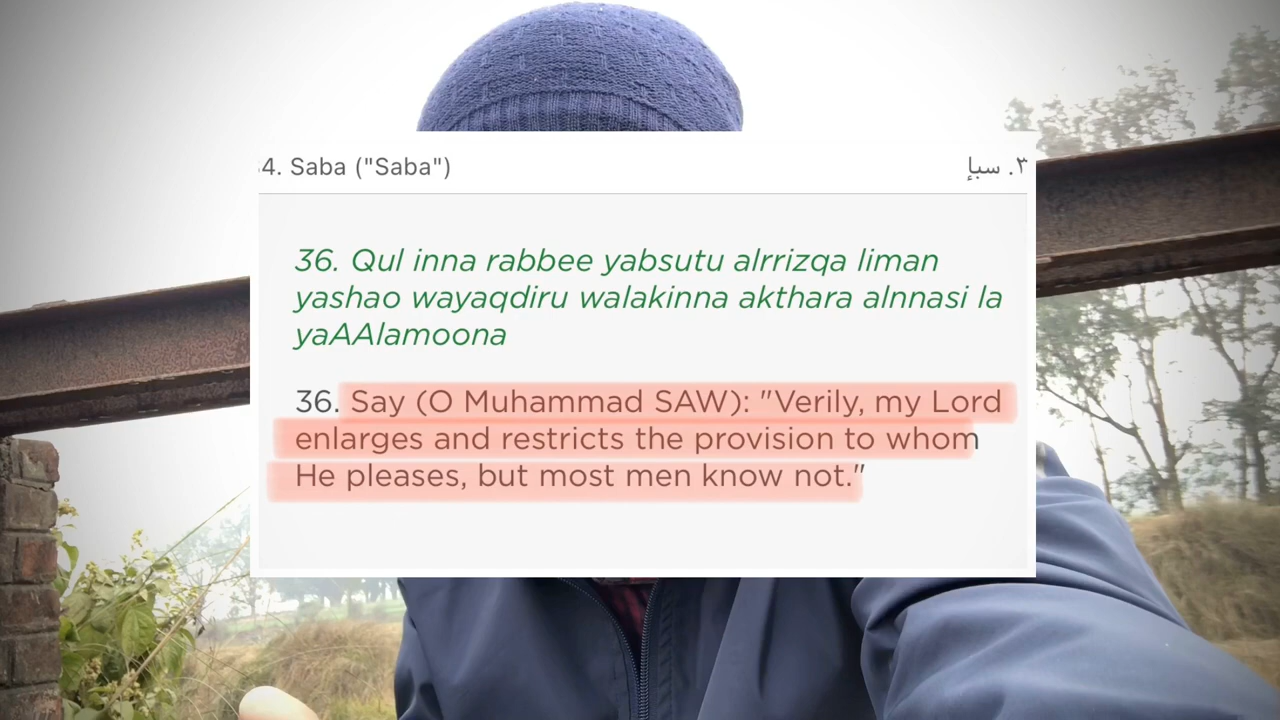 4. Saba ("Saba")
٣. سبإ
36. Qul inna rabbee yabsutu alrrizqa liman
yashao wayaqdiru walakinna akthara alnnasi la
yaAAlamoona
36. Say (O Muhammad SAW): "Verily, my Lord
enlarges and restricts the provision to whom
He pleases, but most men know not."